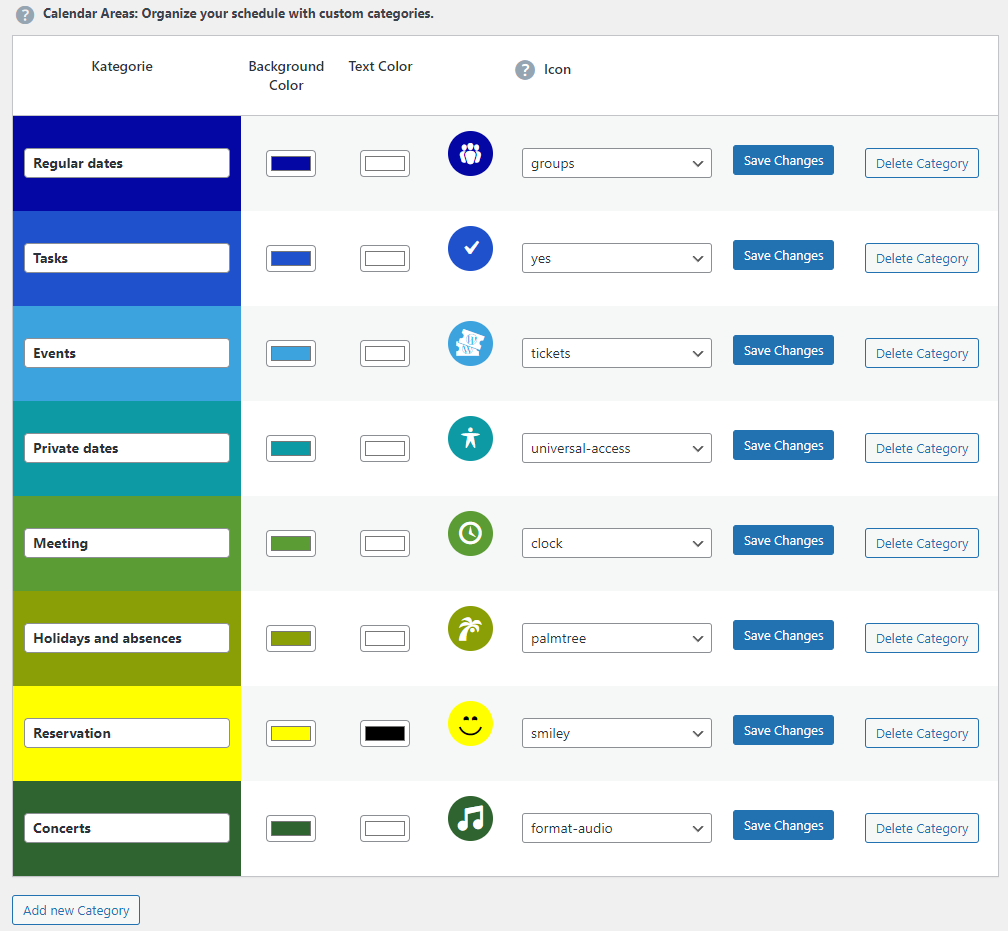 ? Calendar Areas: Organize your schedule with custom categories.
Kategorie Background Color Text Color ? Icon
Regular dates groups Save Changes Delete Category
Tasks yes Save Changes Delete Category
Events tickets Save Changes Delete Category
Private dates universal-access Save Changes Delete Category
Meeting clock Save Changes Delete Category
Holidays and absences palmtree Save Changes Delete Category
Reservation smiley Save Changes Delete Category
Concerts format-audio Save Changes Delete Category
Add new Category